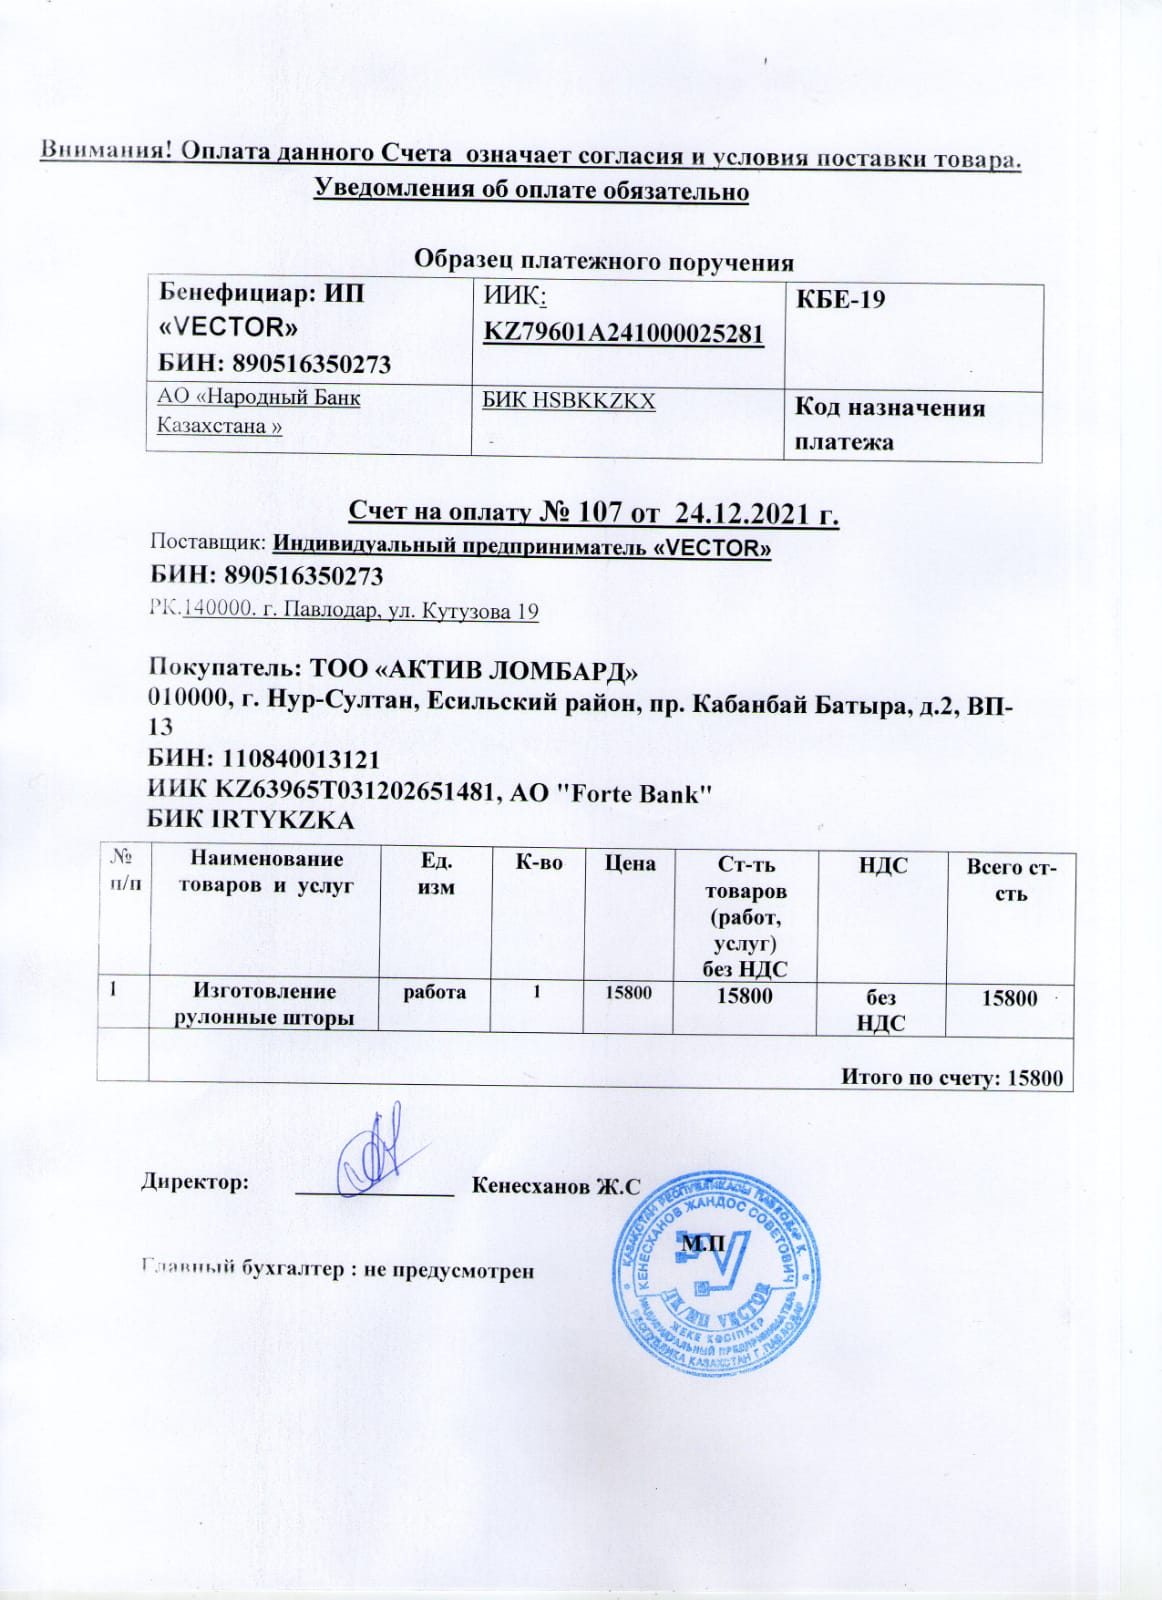 Внимания! Оплата данного Счета означает согласия и условия поставки товара.
Уведомления об оплате обязательно
Образец платежного поручения
Бенефициар: ИП
«VECTOR»
БИН: 890516350273
ИИК:
KZ79601A241000025281
КБЕ-19
АО «Народный Банк
Казахстана »
БИК HSBKKZKX
-
Код назначения
платежа
Счет на оплату № 107 от 24.12.2021 г.
Поставщик: Индивидуальный предприниматель «VECTOR»
БИН: 890516350273
РК.140000. г. Павлодар, ул. Кутузова 19
Покупатель: ТОО «АКТИВ ЛОМБАРД»
010000, г. Нур-Султан, Есильский район, пр. Кабанбай Батыра, д.2, ВП-
13
БИН: 110840013121
ИИК KZ63965T031202651481, АО "Forte Bank"
БИК IRTYKZKA
№
п/п
Наименование
товаров и услуг
Ед.
изм
К-во
Цена
Ст-ть
товаров
(работ,
услуг)
без НДС
НДС
Всего ст-
сть
1
Изготовление
рулонные шторы
работа
1
15800
15800
без
НДС
15800
Итого по счету: 15800
Директор:
Кенесханов Ж.С
М.П
Главный бухгалтер : не предусмотрен
ҚАЗАҚСТАН РЕСПУБЛИКАСЫ ПАВЛОДАР Қ.
КЕНЕСХАНОВ ЖАНДОС СОВЕТОВИЧ
ДК/ИП VECTOR
ЖЕКЕ КӘСІПКЕР
ИНДИВИДУАЛЬНЫЙ ПРЕДПРИНИМАТЕЛЬ
РЕСПУБЛИКА КАЗАХСТАН Г.ПАВЛОДАР